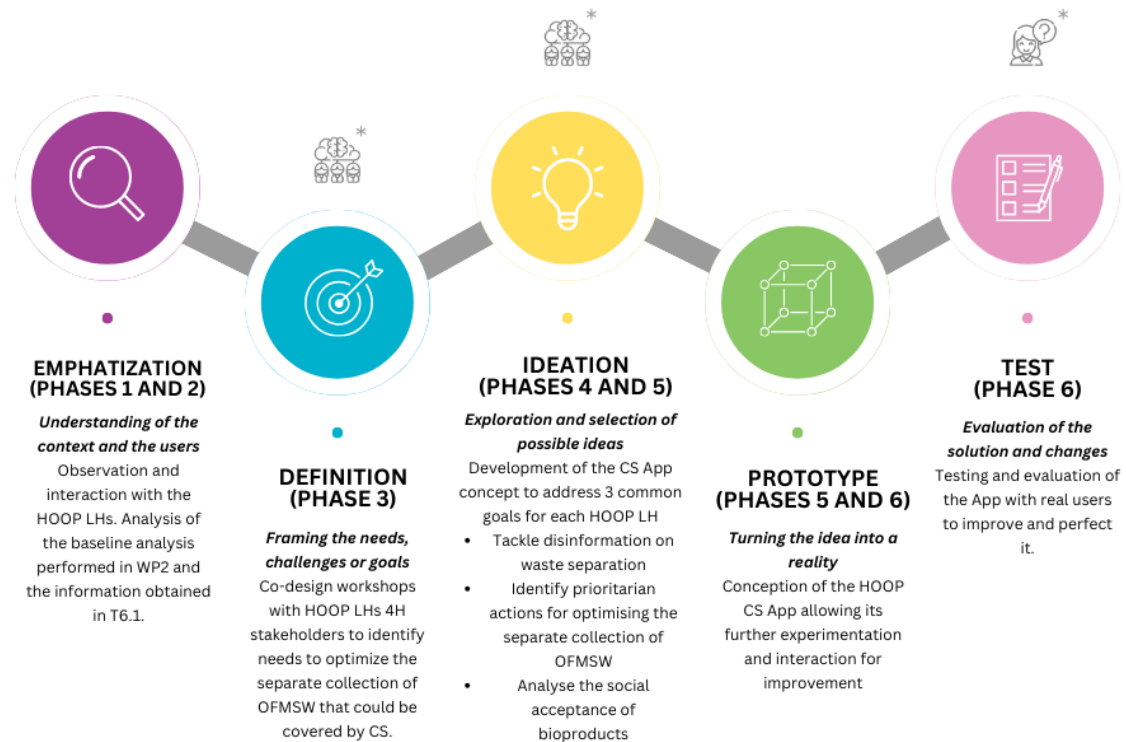 EMPHATIZATION
(PHASES 1 AND 2)
Understanding of the
context and the users
Observation and
interaction with the
HOOP LHs. Analysis of
the baseline analysis
performed in WP2 and
the information obtained
in T6.1.
DEFINITION
(PHASE 3)
Framing the needs,
challenges or goals
Co-design workshops
with HOOP LHs 4H
stakeholders to identify
needs to optimize the
separate collection of
OFMSW that could be
covered by CS.
IDEATION
(PHASES 4 AND 5)
Exploration and selection of
possible ideas
Development of the CS App
concept to address 3 common
goals for each HOOP LH
• Tackle disinformation on
waste separation
• Identify prioritarian
actions for optimising the
separate collection of
OFMSW
• Analyse the social
acceptance of
bioproducts
PROTOTYPE
(PHASES 5 AND 6)
Turning the idea into a
reality
Conception of the HOOP
CS App allowing its
further experimentation
and interaction for
improvement
TEST
(PHASE 6)
Evaluation of the
solution and changes
Testing and evaluation of
the App with real users
to improve and perfect
it.